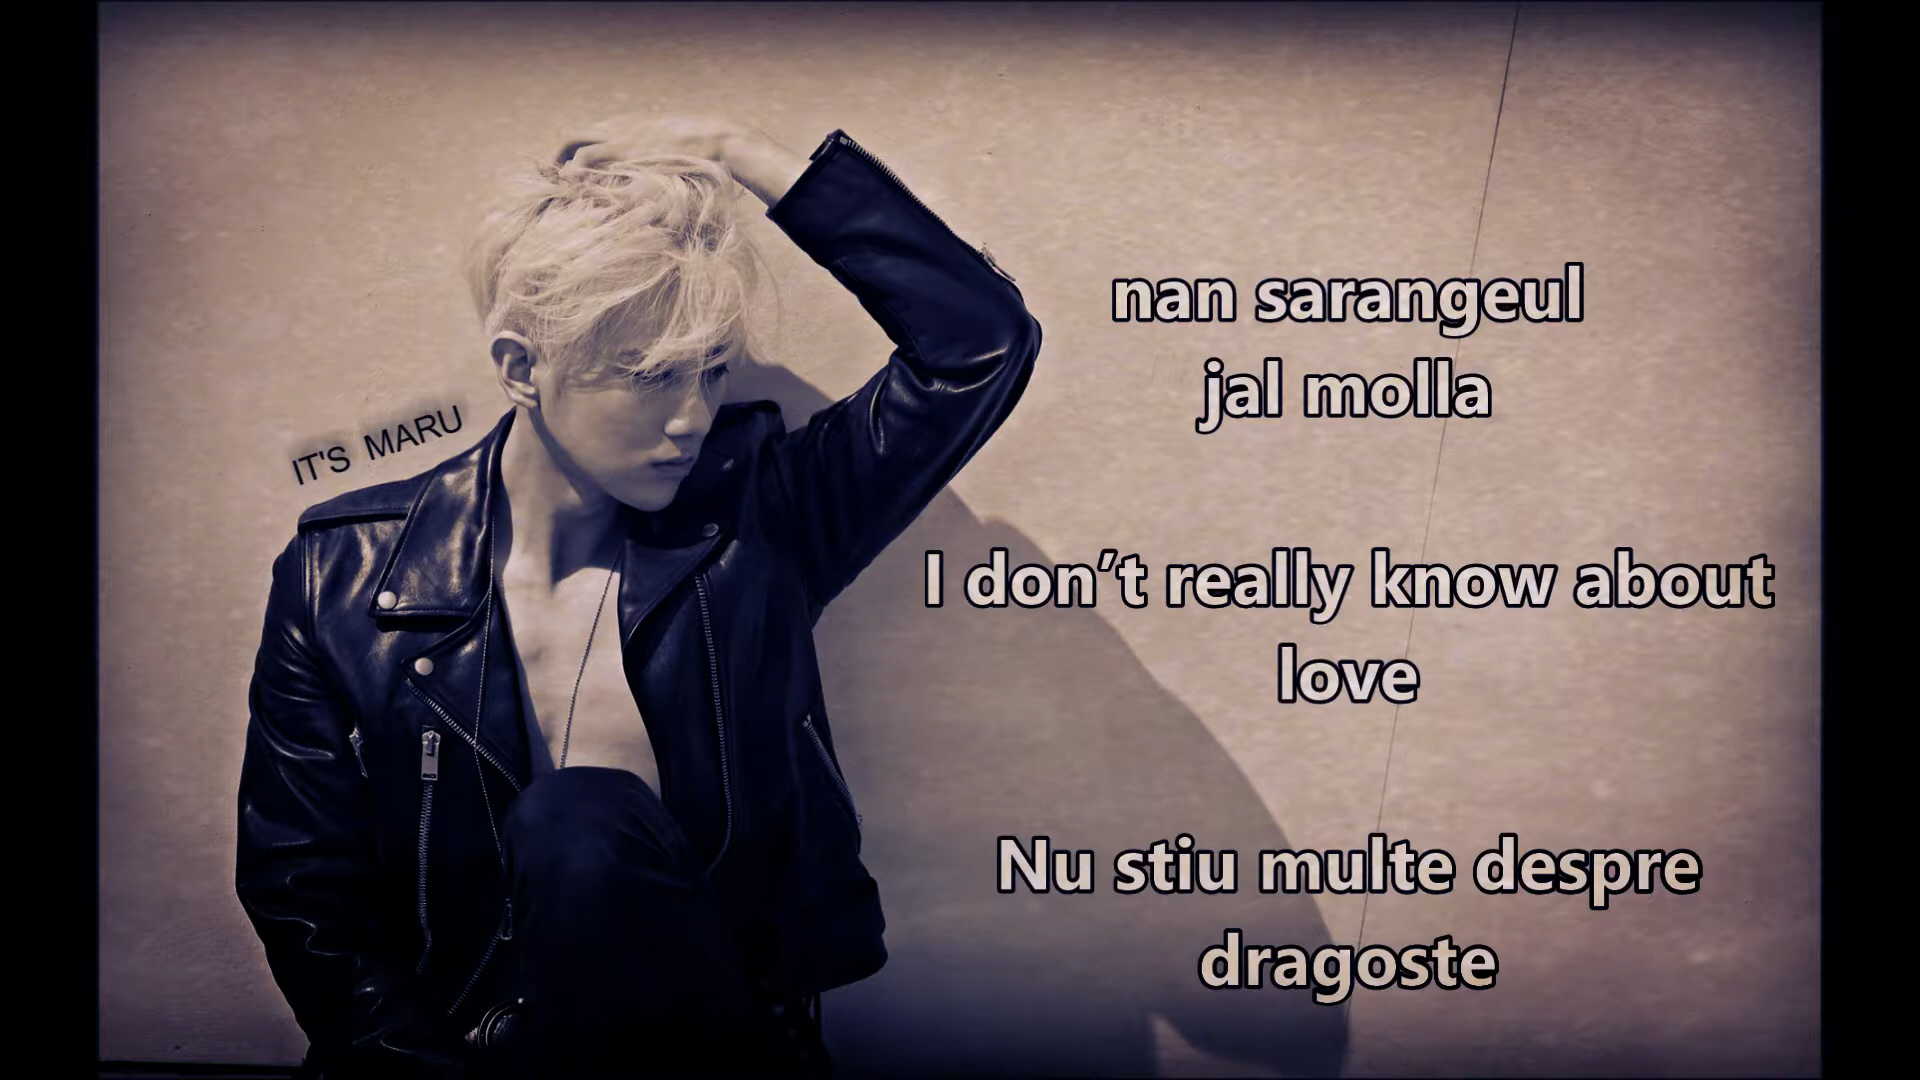 IT'S MARU
nan sarangeul
jal molla
I don’t really know about
love
Nu stiu multe despre
dragoste